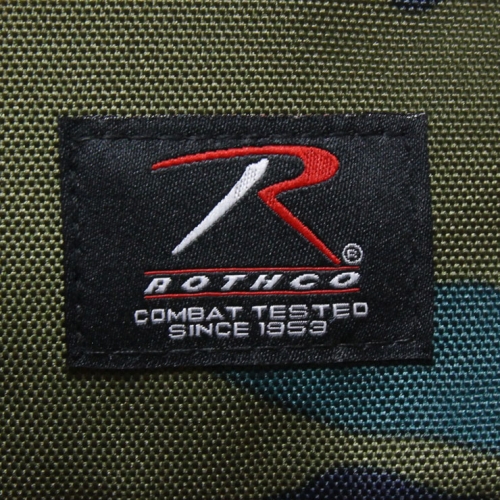 R®
ROTHCO
COMBAT TESTED
SINCE 1953